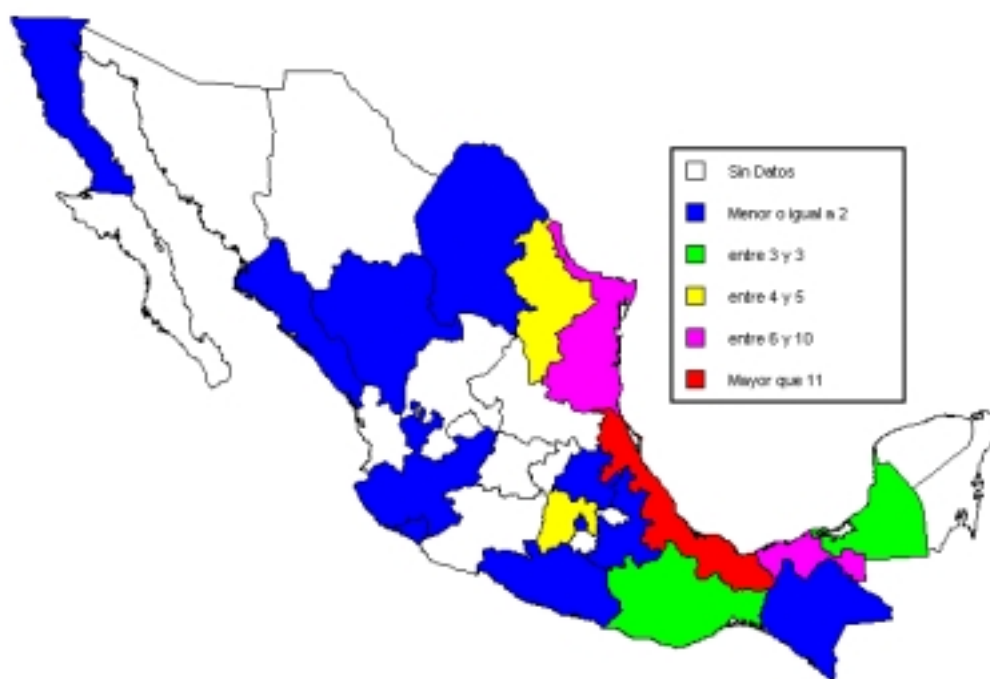 Sin Datos
Menor o igual a 2
entre 3 y 3
entre 4 y 5
entre 6 y 10
Mayor que 11